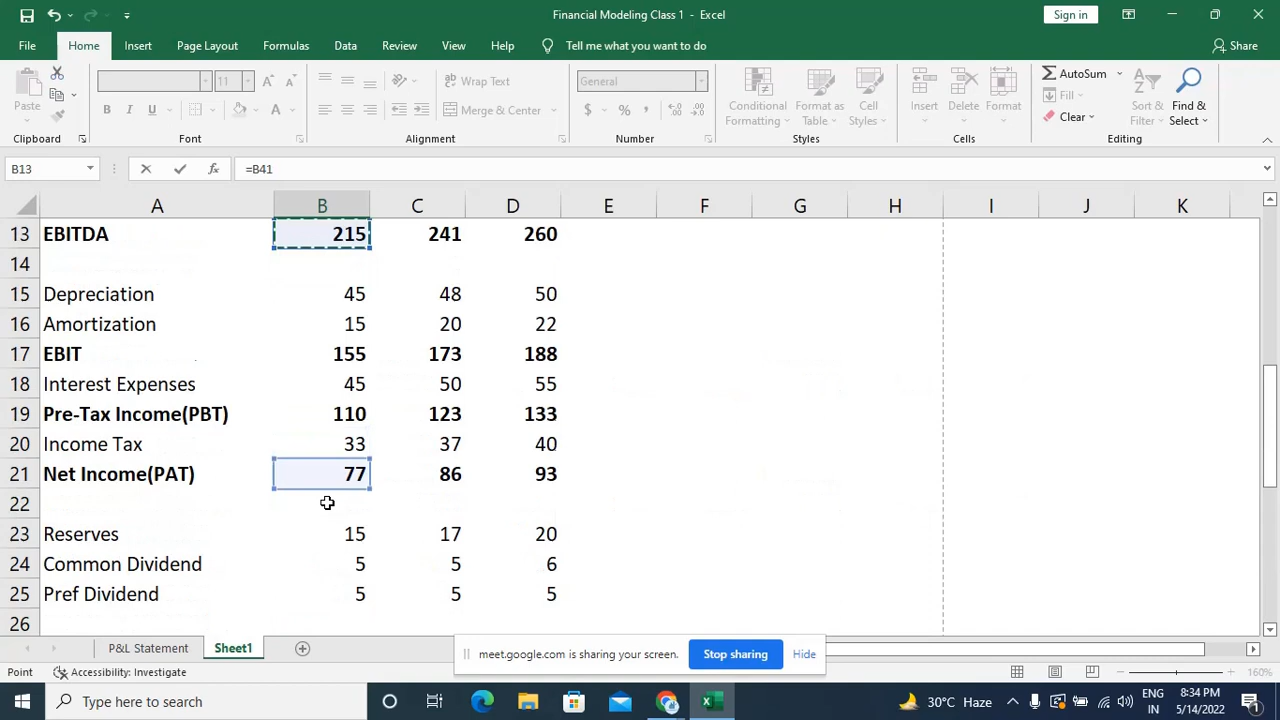 Financial Modeling Class 1 - Excel
Sign in
File Home Insert Page Layout Formulas Data Review View Help Tell me what you want to do Share
Paste
Clipboard
11
A A
B I U A
Font
Wrap Text
Merge & Center
Alignment
General
$ % ,
Number
Conditional Formatting
Format as Table
Cell Styles
Styles
Insert
Delete
Format
Cells
AutoSum
Fill
Clear
Sort & Filter
Find & Select
Editing
B13 fx =B41
A B C D E F G H I J K
13 EBITDA 215 241 260
14
15 Depreciation 45 48 50
16 Amortization 15 20 22
17 EBIT 155 173 188
18 Interest Expenses 45 50 55
19 Pre-Tax Income(PBT) 110 123 133
20 Income Tax 33 37 40
21 Net Income(PAT) 77 86 93
22
23 Reserves 15 17 20
24 Common Dividend 5 5 6
25 Pref Dividend 5 5 5
26
P&L Statement Sheet1
meet.google.com is sharing your screen. Stop sharing Hide
Point Accessibility: Investigate 160%
Type here to search
30°C Haze
ENG
IN
8:34 PM
5/14/2022
1